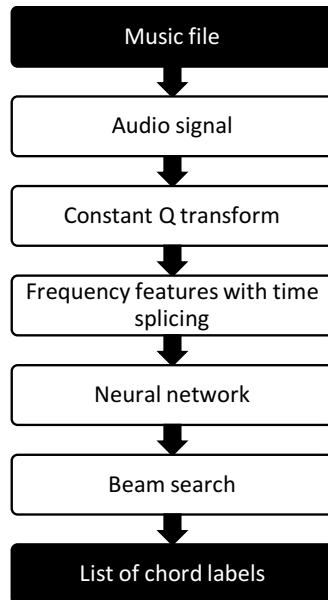 Music file
Audio signal
Constant Q transform
Frequency features with time
splicing
Neural network
Beam search
List of chord labels